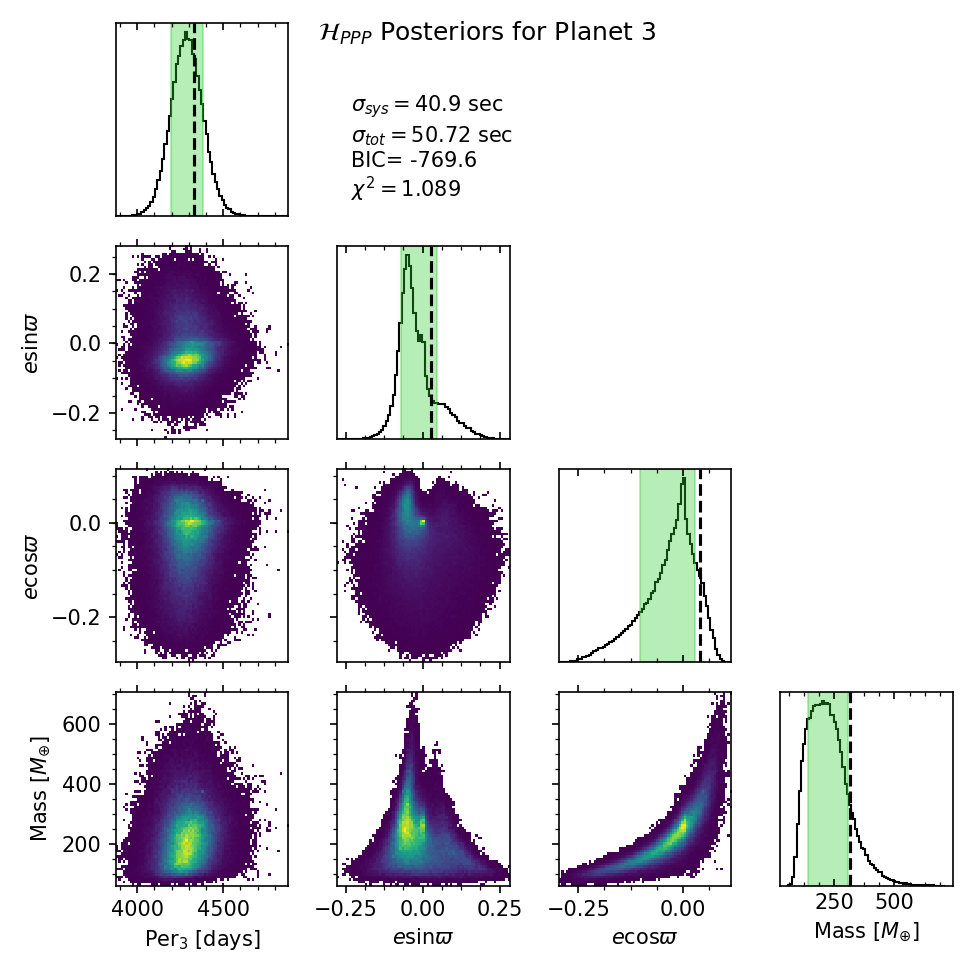 𝓗_PPP Posteriors for Planet 3
σ_sys = 40.9 sec
σ_tot = 50.72 sec
BIC= -769.6
χ² = 1.089
0.2
0.0
−0.2
esinϖ
0.0
−0.2
ecosϖ
600
400
200
Mass [M⊕]
4000 4500
Per₃ [days]
−0.25 0.00 0.25
esinϖ
−0.25 0.00
ecosϖ
250 500
Mass [M⊕]